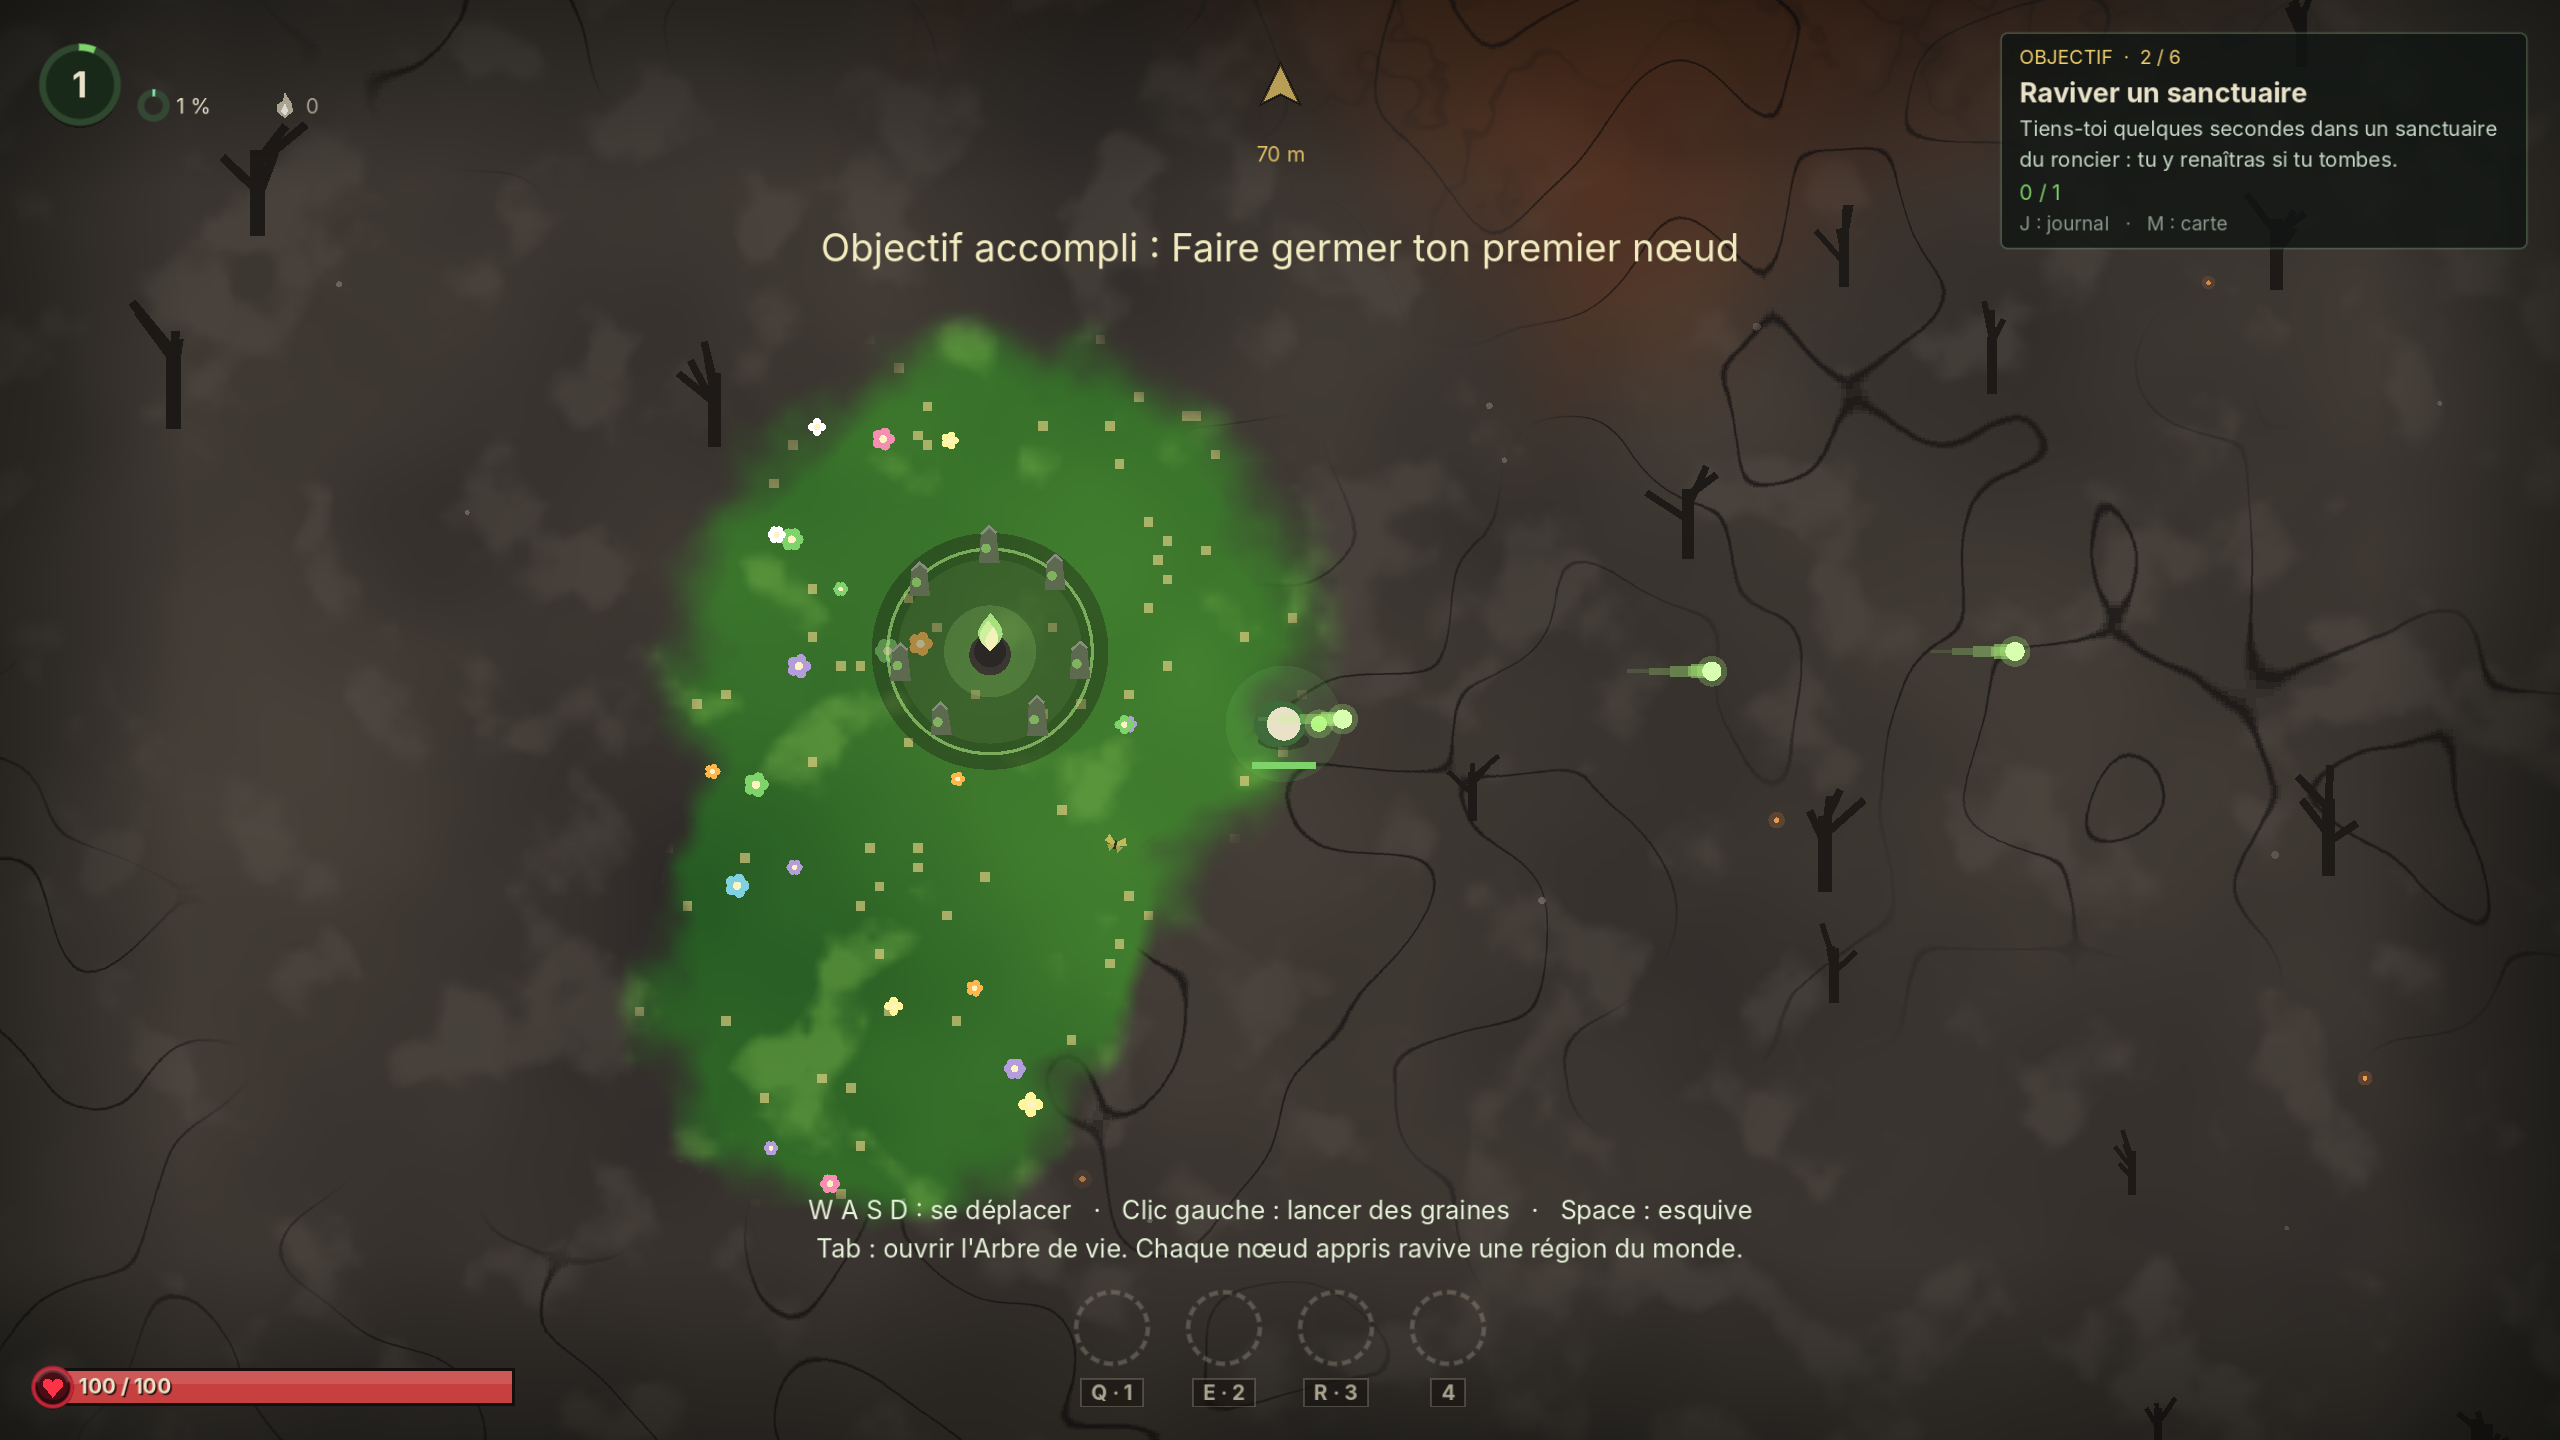 1
1 %
0
70 m
OBJECTIF · 2 / 6
Raviver un sanctuaire
Tiens-toi quelques secondes dans un sanctuaire
du roncier : tu y renaîtras si tu tombes.
0 / 1
J : journal · M : carte
Objectif accompli : Faire germer ton premier nœud
W A S D : se déplacer · Clic gauche : lancer des graines · Space : esquive
Tab : ouvrir l'Arbre de vie. Chaque nœud appris ravive une région du monde.
100 / 100
Q · 1
E · 2
R · 3
4